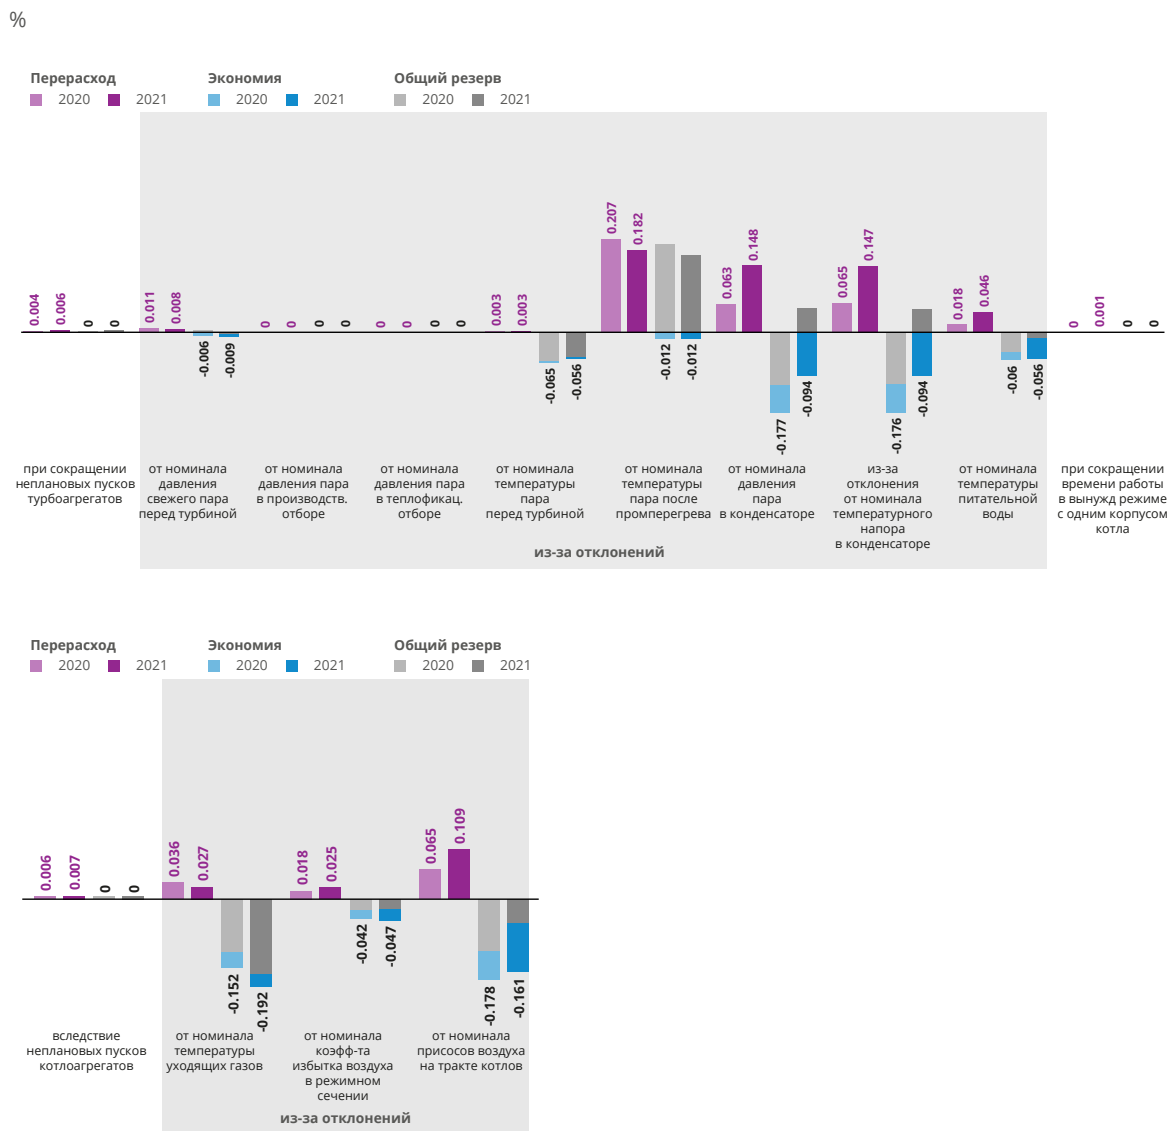 %
Перерасход Экономия Общий резерв
2020 2021 2020 2021 2020 2021
0.004 0.006 0 0
0.011 0.008 -0.006 -0.009
0 0 0 0
0 0 0 0
0.003 0.003 -0.065 -0.056
0.207 0.182 -0.012 -0.012
0.063 0.148 -0.177 -0.094
0.065 0.147 -0.176 -0.094
0.018 0.046 -0.06 -0.056
0 0.001 0 0
при сокращении
неплановых пусков
турбоагрегатов
от номинала
давления
свежего пара
перед турбиной
от номинала
давления пара
в производств.
отборе
от номинала
давления пара
в теплофикац.
отборе
от номинала
температуры
пара
перед турбиной
от номинала
температуры
пара после
промперегрева
от номинала
давления
пара
в конденсаторе
из-за
отклонения
от номинала
температурного
напора
в конденсаторе
от номинала
температуры
питательной
воды
при сокращении
времени работы
в вынужд режиме
с одним корпусом
котла
из-за отклонений
Перерасход Экономия Общий резерв
2020 2021 2020 2021 2020 2021
0.006 0.007 0 0
0.036 0.027 -0.152 -0.192
0.018 0.025 -0.042 -0.047
0.065 0.109 -0.178 -0.161
вследствие
неплановых пусков
котлоагрегатов
от номинала
температуры
уходящих газов
от номинала
коэфф-та
избытка воздуха
в режимном
сечении
от номинала
присосов воздуха
на тракте котлов
из-за отклонений